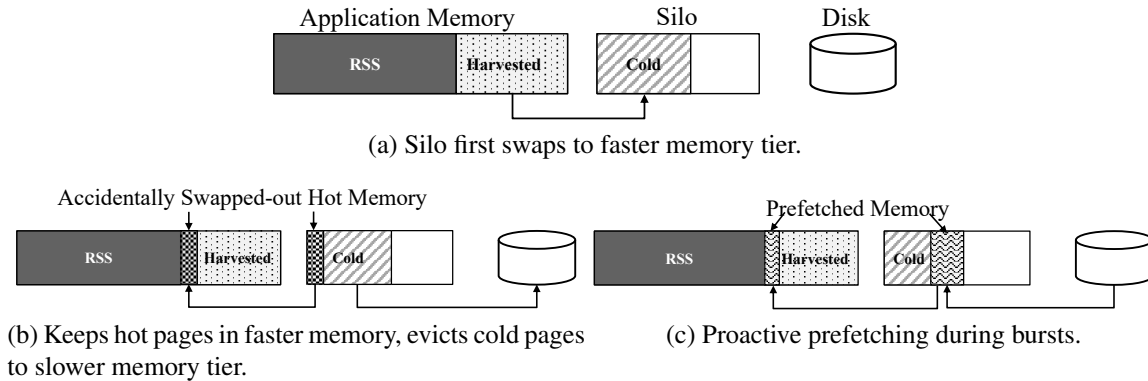 Application Memory Silo Disk
RSS Harvested Cold
(a) Silo first swaps to faster memory tier.
Accidentally Swapped-out Hot Memory
RSS Harvested Cold
(b) Keeps hot pages in faster memory, evicts cold pages
to slower memory tier.
Prefetched Memory
RSS Harvested Cold
(c) Proactive prefetching during bursts.